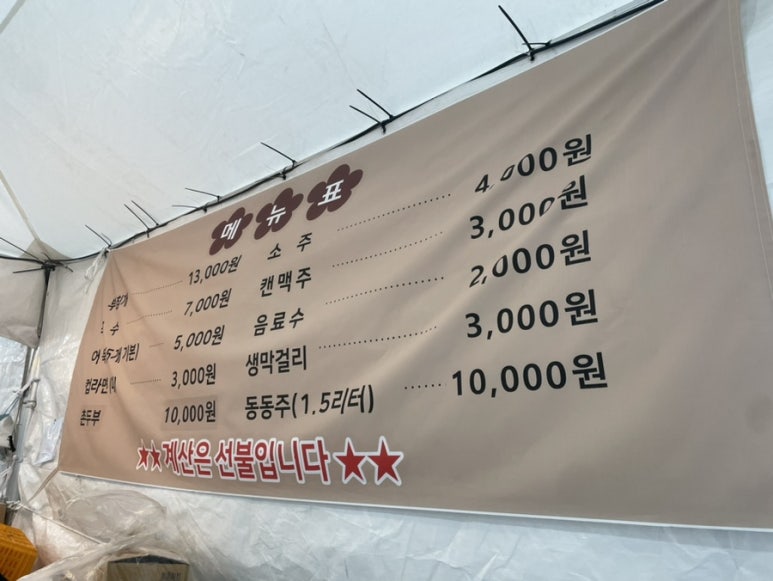 메뉴표
13,000원
수 7,000원
5,000원
컵라면 3,000원
촌두부 10,000원
소주 4,000원
캔맥주 3,000원
음료수 2,000원
생막걸리 3,000원
동동주(1.5리터) 10,000원
★★계산은 선불입니다★★